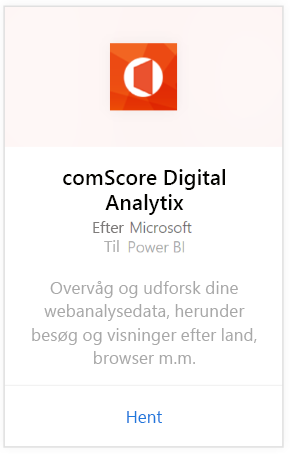 comScore Digital
Analytix
Efter Microsoft
Til Power BI
Overvåg og udforsk dine
webanalysedata, herunder
besøg og visninger efter land,
browser m.m.
Hent